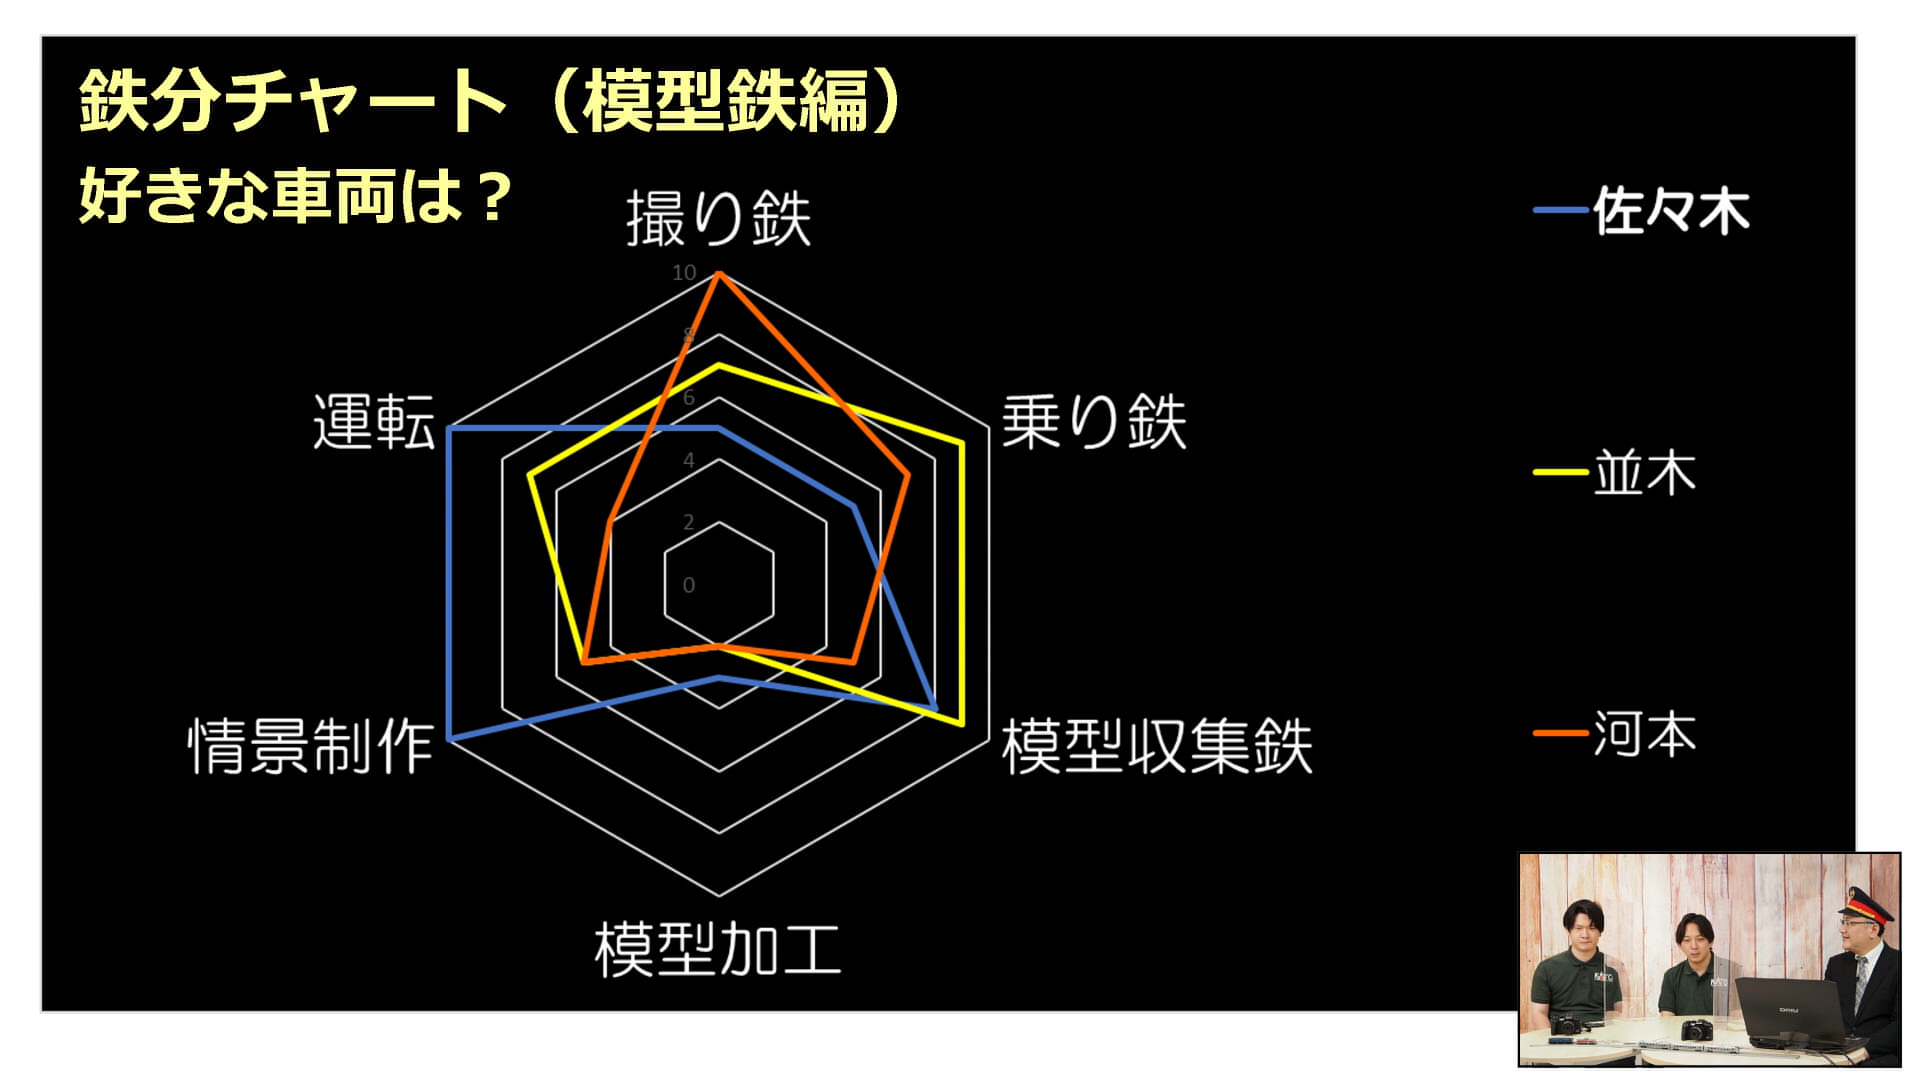 鉄分チャート（模型鉄編）
好きな車両は？
撮り鉄
乗り鉄
模型収集鉄
模型加工
情景制作
運転
10
8
6
4
2
0
佐々木
並木
河本
KATO